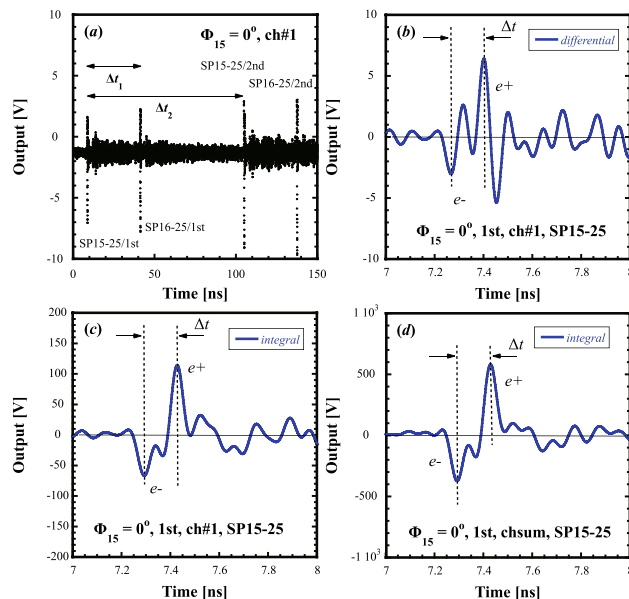 (a)
Φ15 = 0°, ch#1
SP15-25/2nd
SP16-25/2nd
Δt1
Δt2
SP16-25/1st
SP15-25/1st
Output [V]
10
5
0
-5
-10
0
50
100
150
Time [ns]
(b)
Δt
differential
e+
e-
Φ15 = 0°, 1st, ch#1, SP15-25
Output [V]
10
5
0
-5
-10
7
7.2
7.4
7.6
7.8
8
Time [ns]
(c)
Δt
integral
e+
e-
Φ15 = 0°, 1st, ch#1, SP15-25
Output [V]
200
150
100
50
0
-50
-100
-150
-200
7
7.2
7.4
7.6
7.8
8
Time [ns]
(d)
Δt
integral
e+
e-
Φ15 = 0°, 1st, chsum, SP15-25
Output [V]
1 10³
500
0
-500
-1 10³
7
7.2
7.4
7.6
7.8
8
Time [ns]